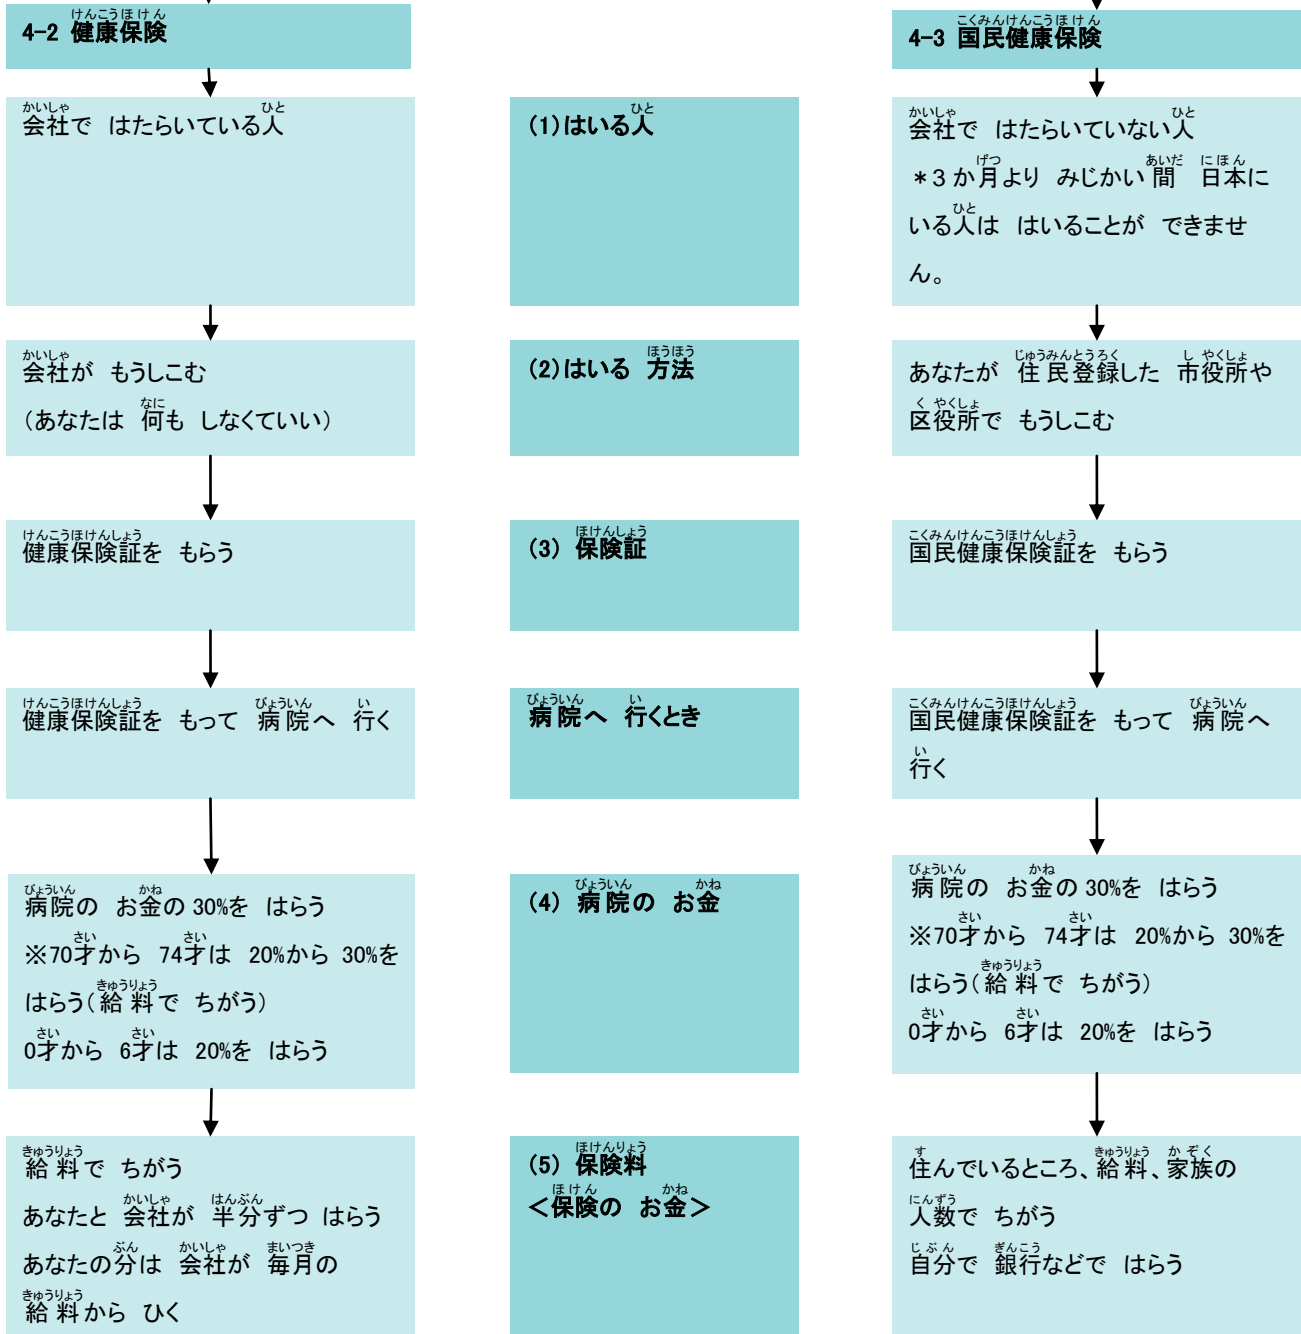 4-2 健康保険
4-3 国民健康保険
会社で はたらいている人
(1)はいる人
会社で はたらいていない人
*3か月より みじかい間 日本に
いる人は はいることが できませ
ん。
会社が もうしこむ
(あなたは 何も しなくていい)
(2)はいる 方法
あなたが 住民登録した 市役所や
区役所で もうしこむ
健康保険証を もらう
(3) 保険証
国民健康保険証を もらう
健康保険証を もって 病院へ 行く
病院へ 行くとき
国民健康保険証を もって 病院へ
行く
病院の お金の30%を はらう
※70才から 74才は 20%から 30%を
はらう(給料で ちがう)
0才から 6才は 20%を はらう
(4) 病院の お金
病院の お金の30%を はらう
※70才から 74才は 20%から 30%を
はらう(給料で ちがう)
0才から 6才は 20%を はらう
給料で ちがう
あなたと 会社が 半分ずつ はらう
あなたの分は 会社が 毎月の
給料から ひく
(5) 保険料
<保険の お金>
住んでいるところ、給料、家族の
人数で ちがう
自分で 銀行などで はらう